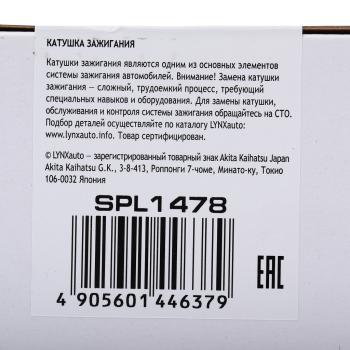 КАТУШКА ЗАЖИГАНИЯ
Катушки зажигания являются одним из основных элементов
системы зажигания автомобилей. Внимание! Замена катушки
зажигания – сложный, трудоемкий процесс, требующий
специальных навыков и оборудования. Для замены катушки,
обслуживания и контроля системы зажигания обращайтесь на СТО.
Подбор деталей осуществляйте по каталогу LYNXauto:
www.lynxauto.info. Товар сертифицирован.
© LYNXauto — зарегистрированный товарный знак Akita Kaihatsu Japan
Akita Kaihatsu G.K., 3-8-413, Роппонги 7-чоме, Минато-ку, Токио
106-0032 Япония
SPL1478
EAC
4 905601 446379